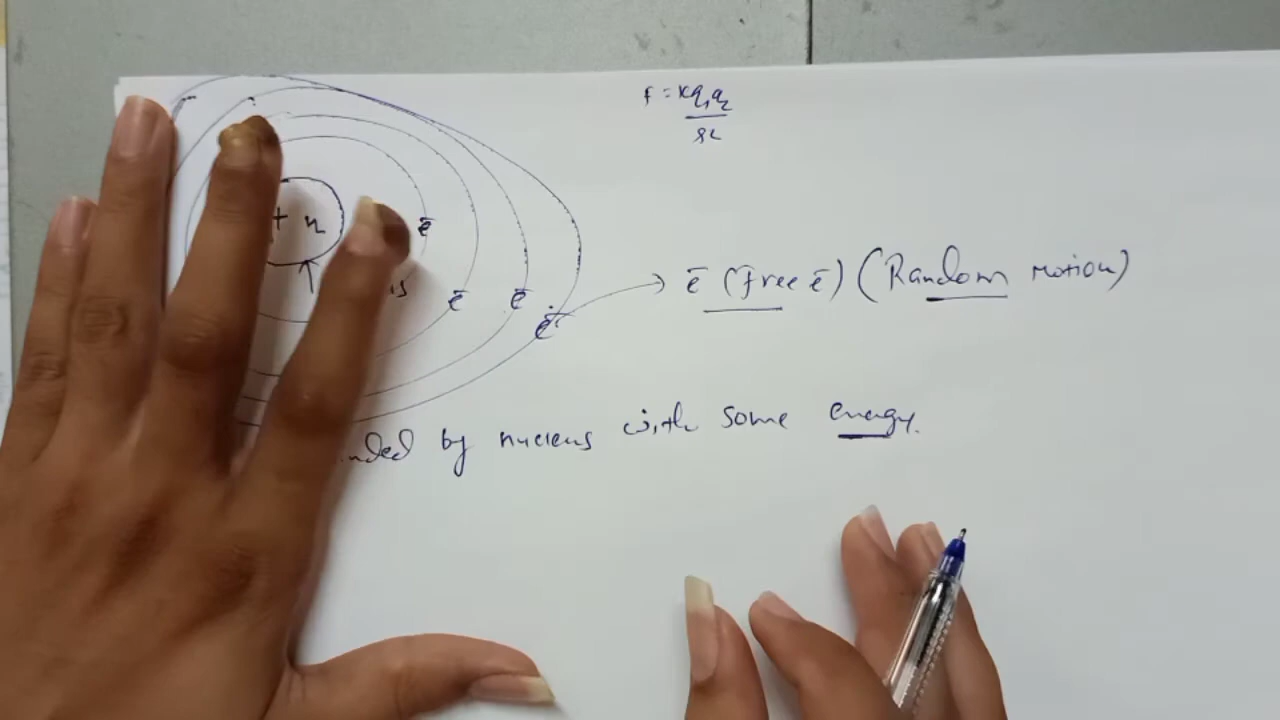 F = Kq₁q₂
r²
+ n
e⁻
e⁻ e⁻
e⁻
e⁻ (free e⁻) (Random motion)
by nucleus with some energy.